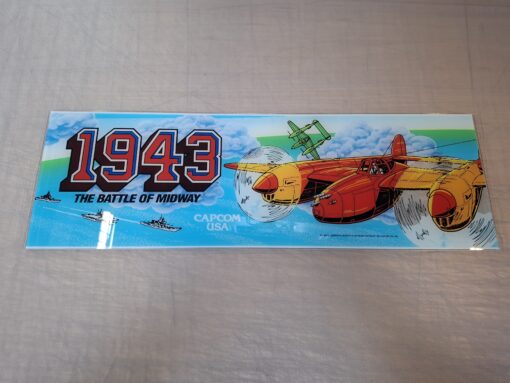 1943
THE BATTLE OF MIDWAY
CAPCOM
USA